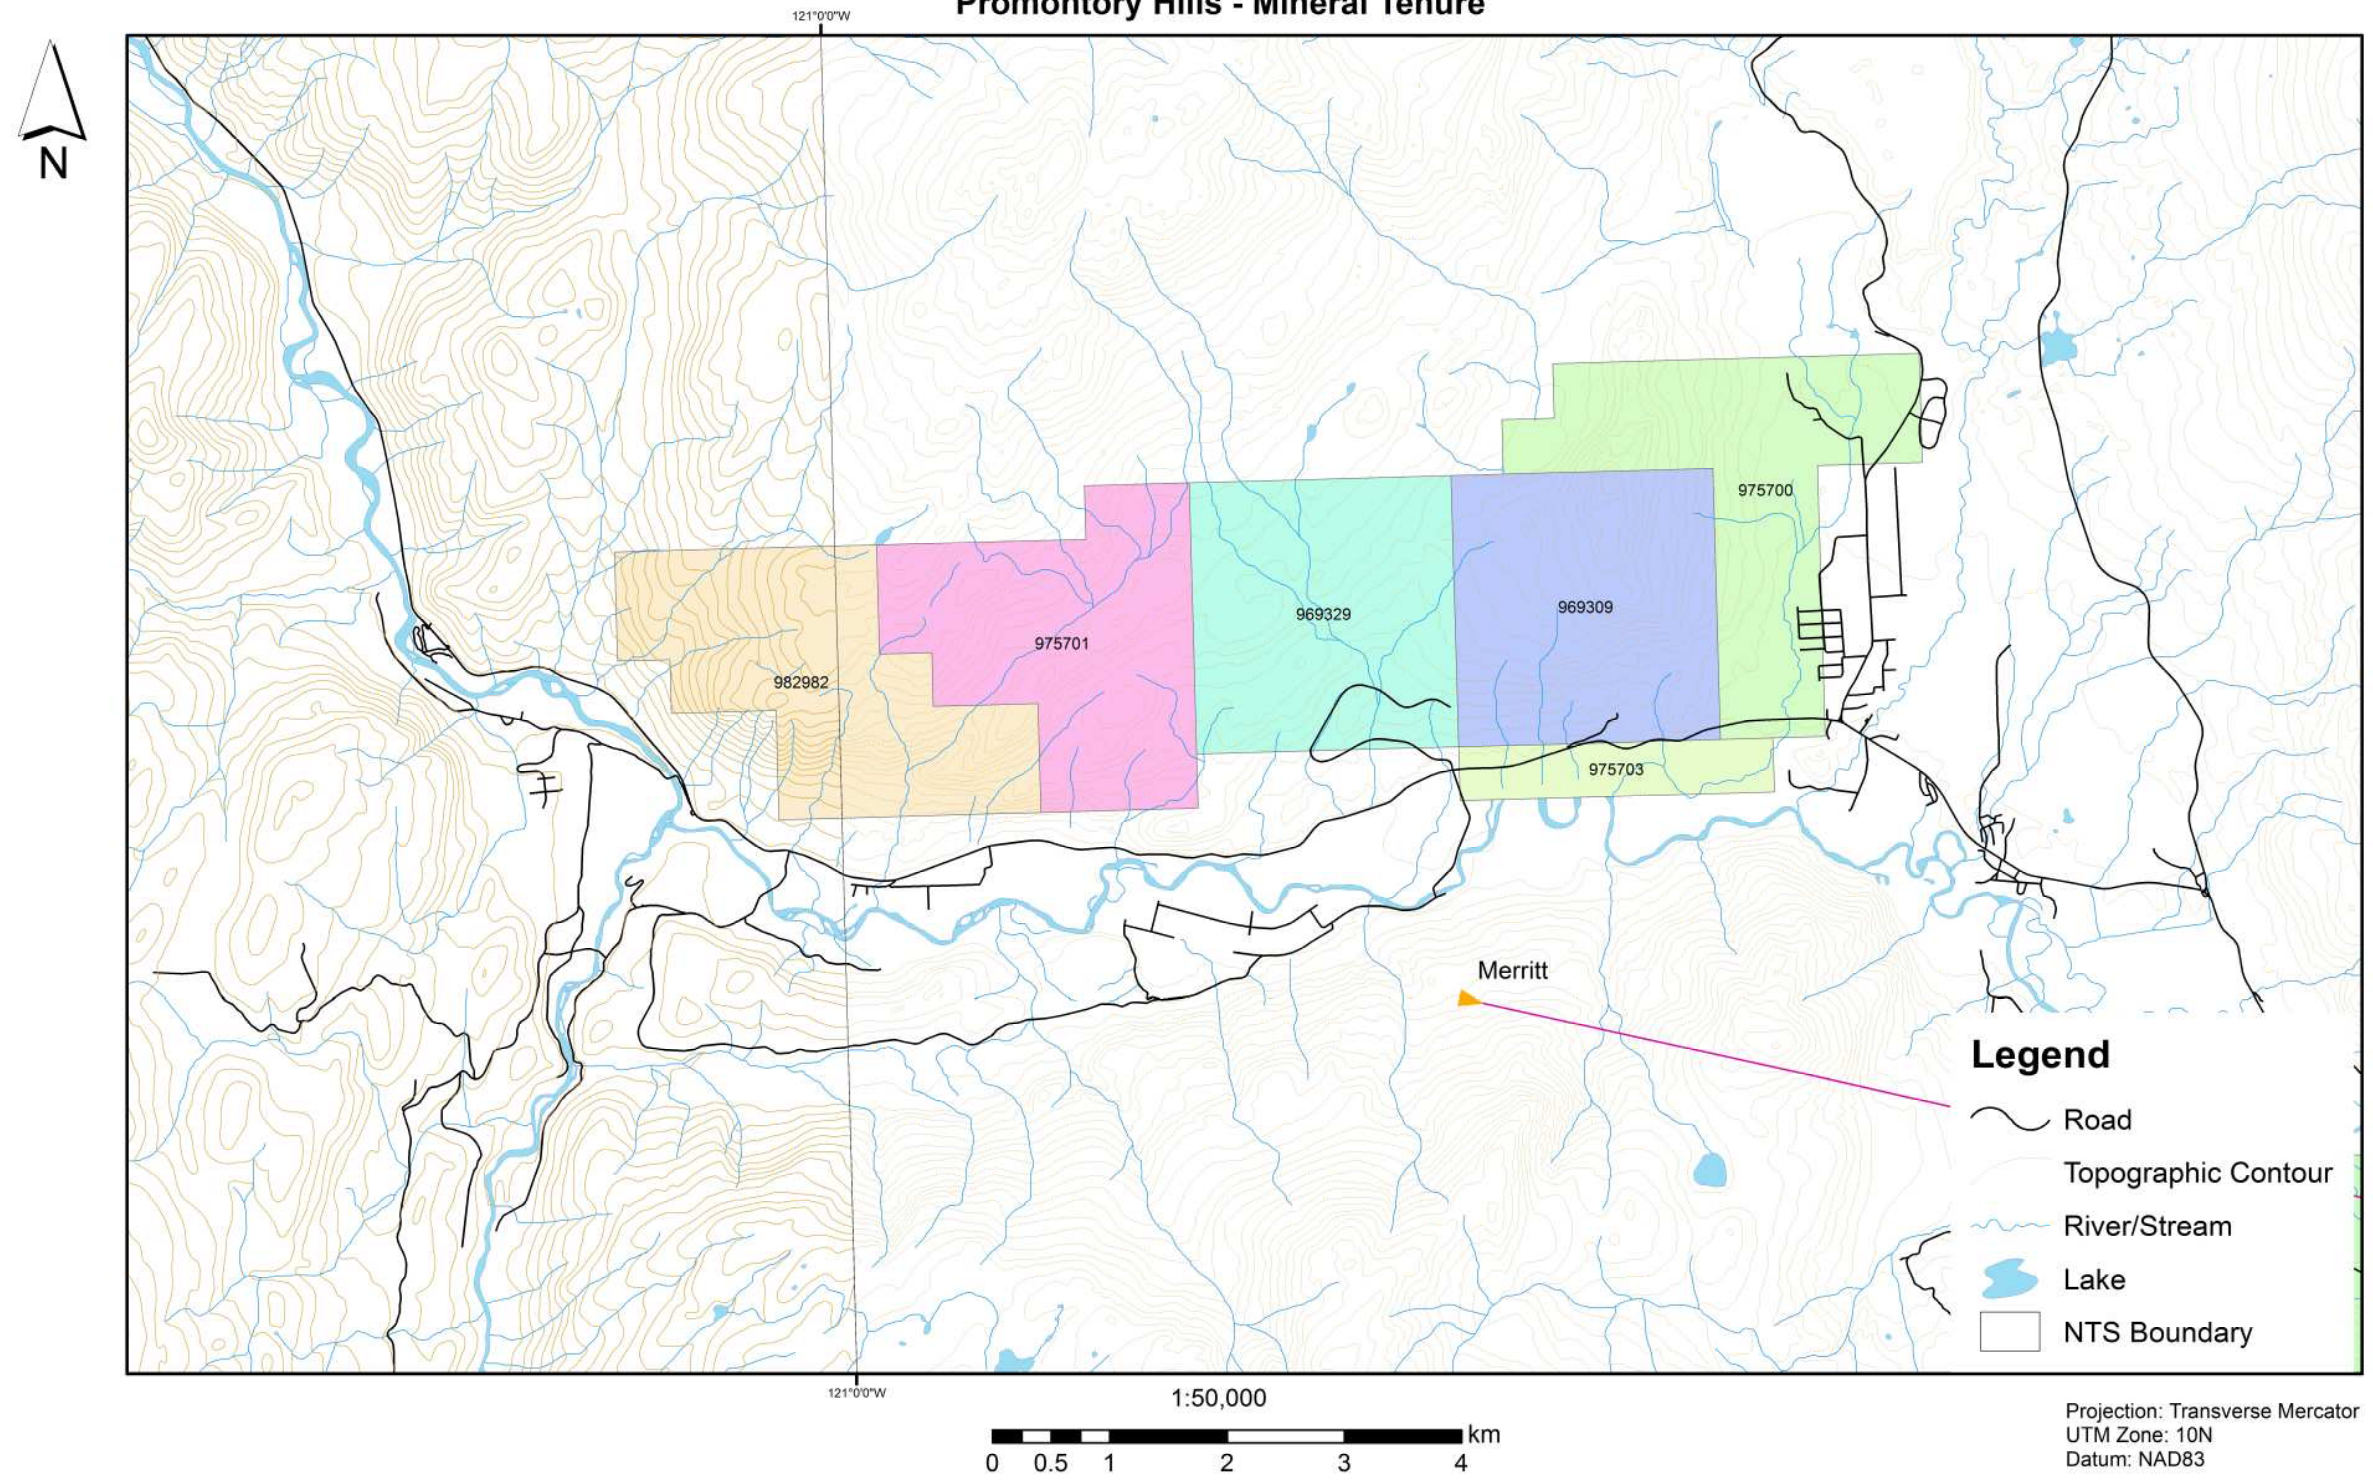 Promontory Hills - Mineral Tenure
121°0'0"W
N
975700
969309
969329
975701
982982
975703
Merritt
Legend
Road
Topographic Contour
River/Stream
Lake
NTS Boundary
121°0'0"W
1:50,000
km
0 0.5 1 2 3 4
Projection: Transverse Mercator
UTM Zone: 10N
Datum: NAD83